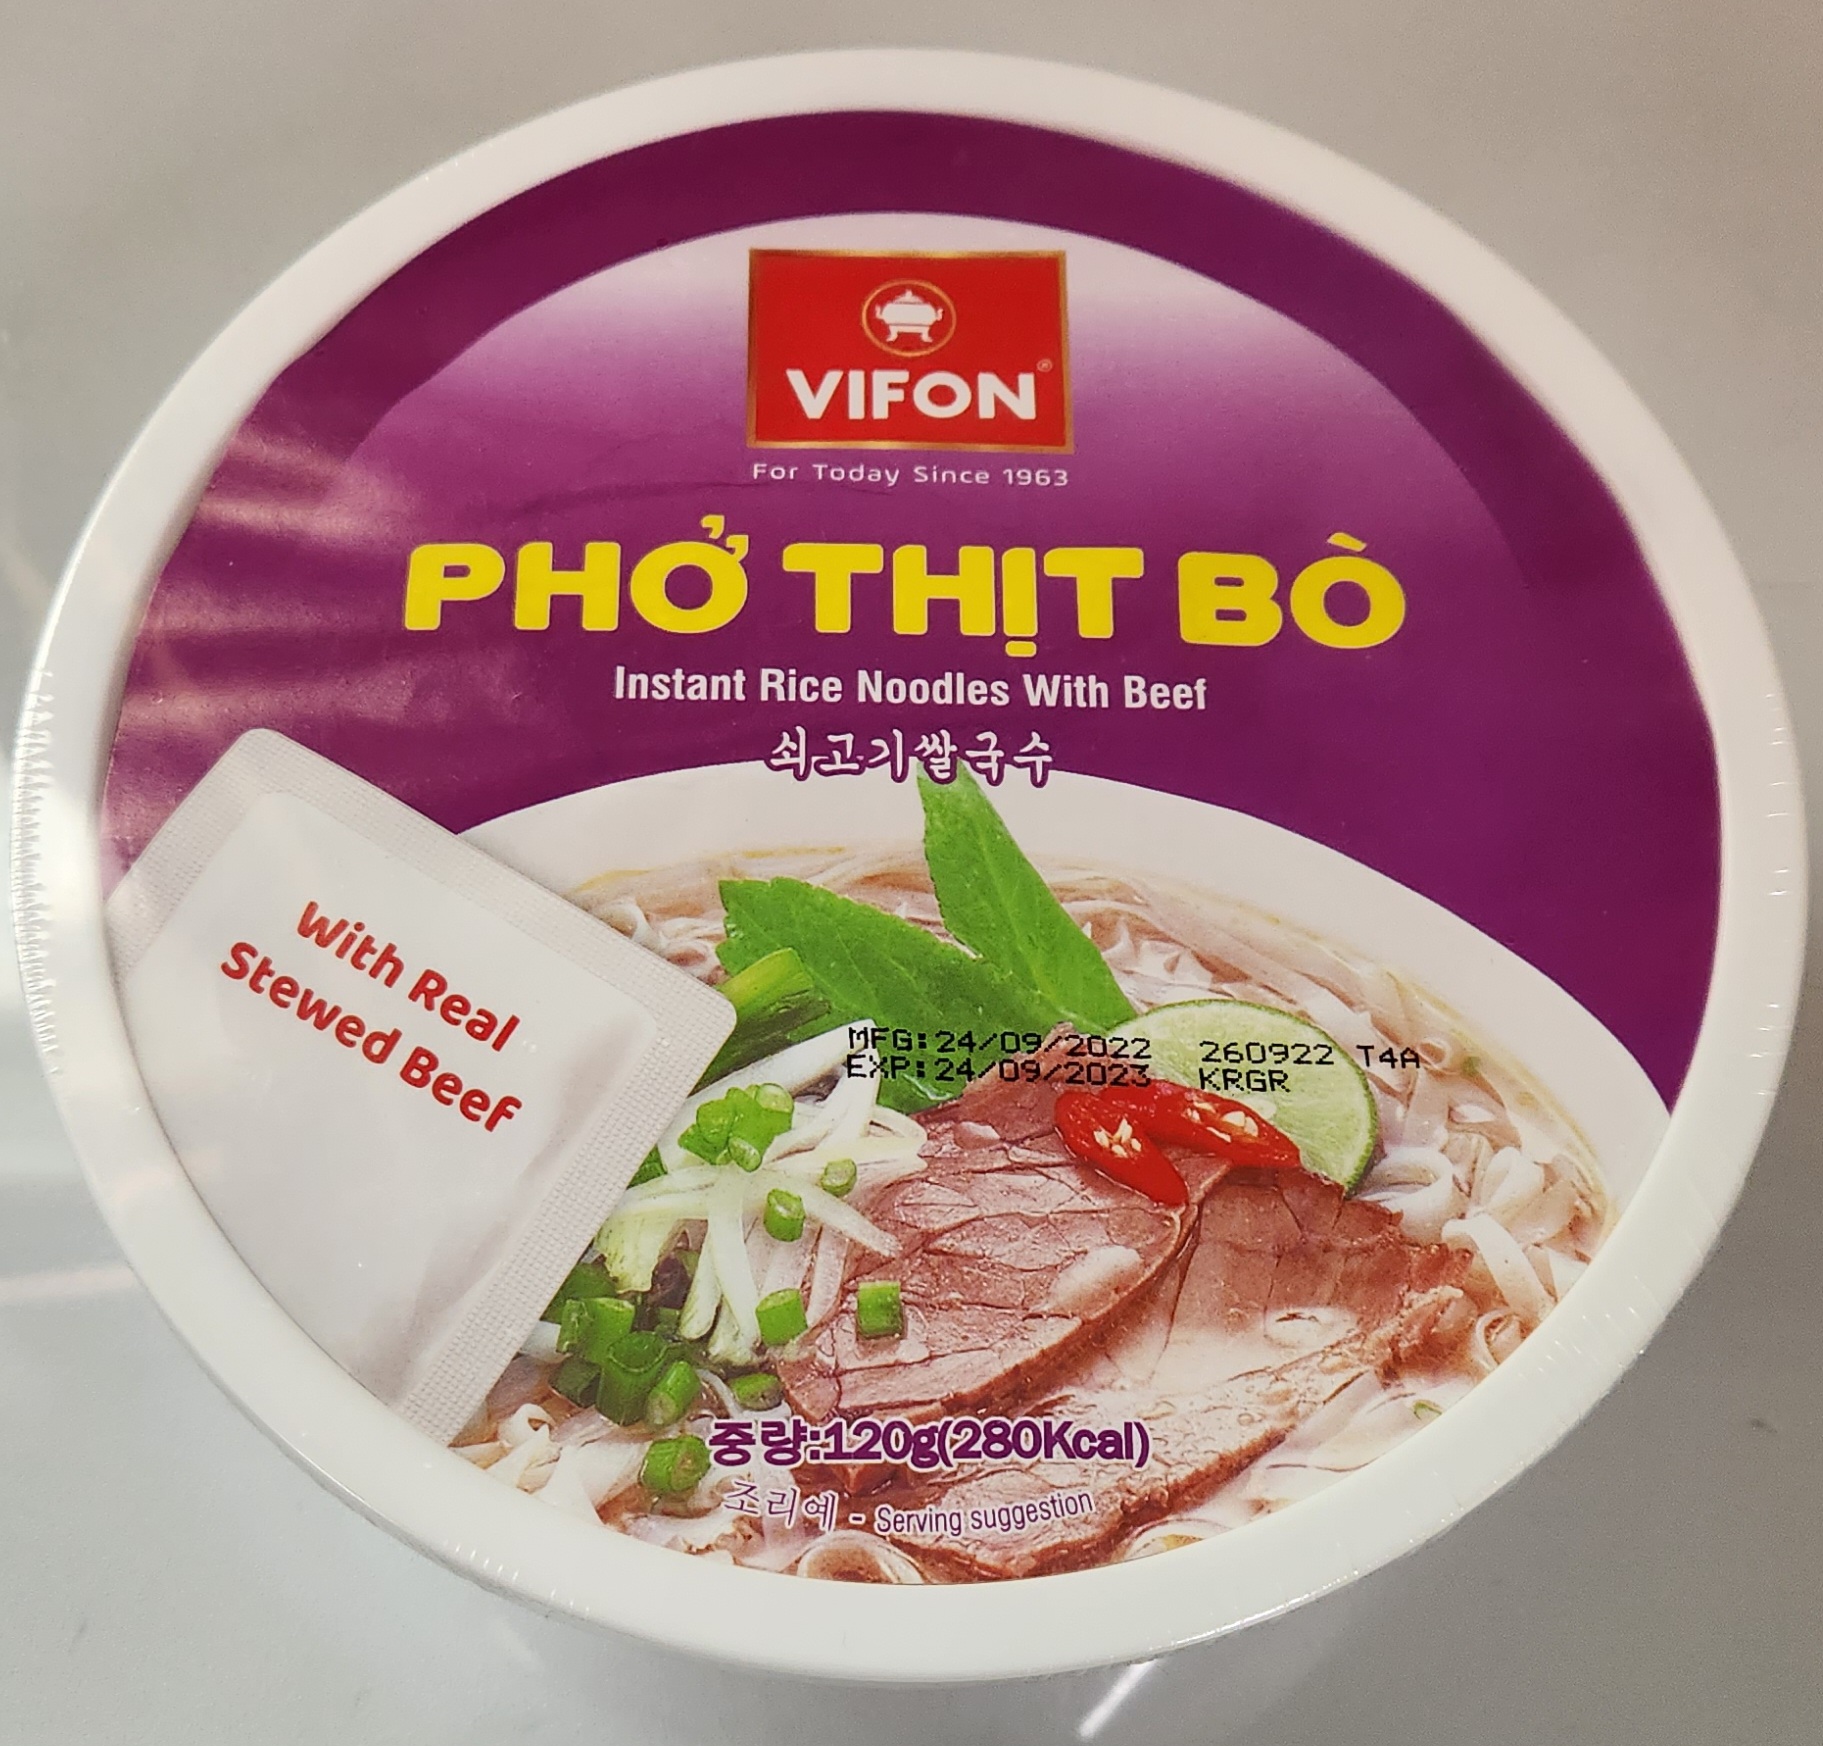 VIFON®
For Today Since 1963
PHỞ THỊT BÒ
Instant Rice Noodles With Beef
쇠고기쌀국수
With Real
Stewed Beef
MFG:24/09/2022 260922 T4A
EXP:24/09/2023 KRGR
중량:120g(280Kcal)
조리예 - Serving suggestion